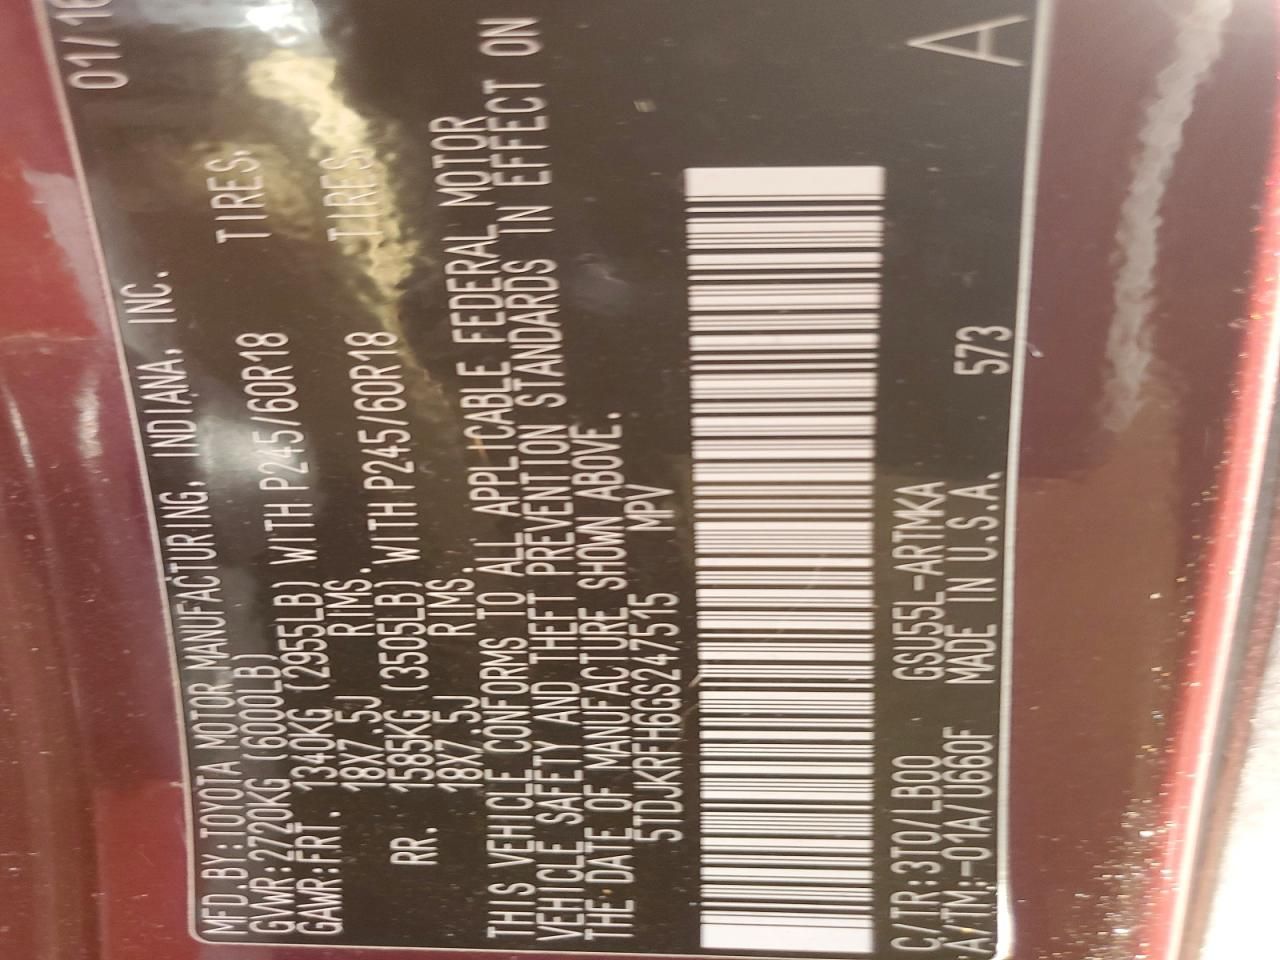 MFD.BY:TOYOTA MOTOR MANUFACTURING, INDIANA, INC. 01/16
GVWR:2720KG (6000LB)
GAWR:FRT. 1340KG (2955LB) WITH P245/60R18 TIRES,
18X7.5J RIMS.
RR. 1585KG (3505LB) WITH P245/60R18 TIRES,
18X7.5J RIMS.
THIS VEHICLE CONFORMS TO ALL APPLICABLE FEDERAL MOTOR
VEHICLE SAFETY AND THEFT PREVENTION STANDARDS IN EFFECT ON
THE DATE OF MANUFACTURE SHOWN ABOVE.
5TDJKRFH6GS247515 MPV
C/TR:3T0/LB00 GSU55L-ARTMKA A
A/TM:-01A/U660F MADE IN U.S.A. 573